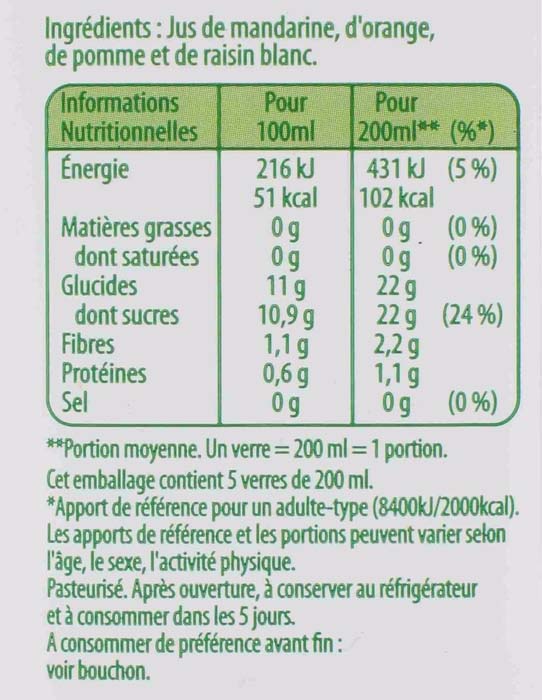 Ingrédients : Jus de mandarine, d'orange,
de pomme et de raisin blanc.
Informations Nutritionnelles Pour 100ml Pour 200ml** (%*)
Énergie 216 kJ 431 kJ (5 %)
51 kcal 102 kcal
Matières grasses 0 g 0 g (0 %)
dont saturées 0 g 0 g (0 %)
Glucides 11 g 22 g
dont sucres 10,9 g 22 g (24 %)
Fibres 1,1 g 2,2 g
Protéines 0,6 g 1,1 g
Sel 0 g 0 g (0 %)
**Portion moyenne. Un verre = 200 ml = 1 portion.
Cet emballage contient 5 verres de 200 ml.
*Apport de référence pour un adulte-type (8400kJ/2000kcal).
Les apports de référence et les portions peuvent varier selon
l'âge, le sexe, l'activité physique.
Pasteurisé. Après ouverture, à conserver au réfrigérateur
et à consommer dans les 5 jours.
A consommer de préférence avant fin :
voir bouchon.